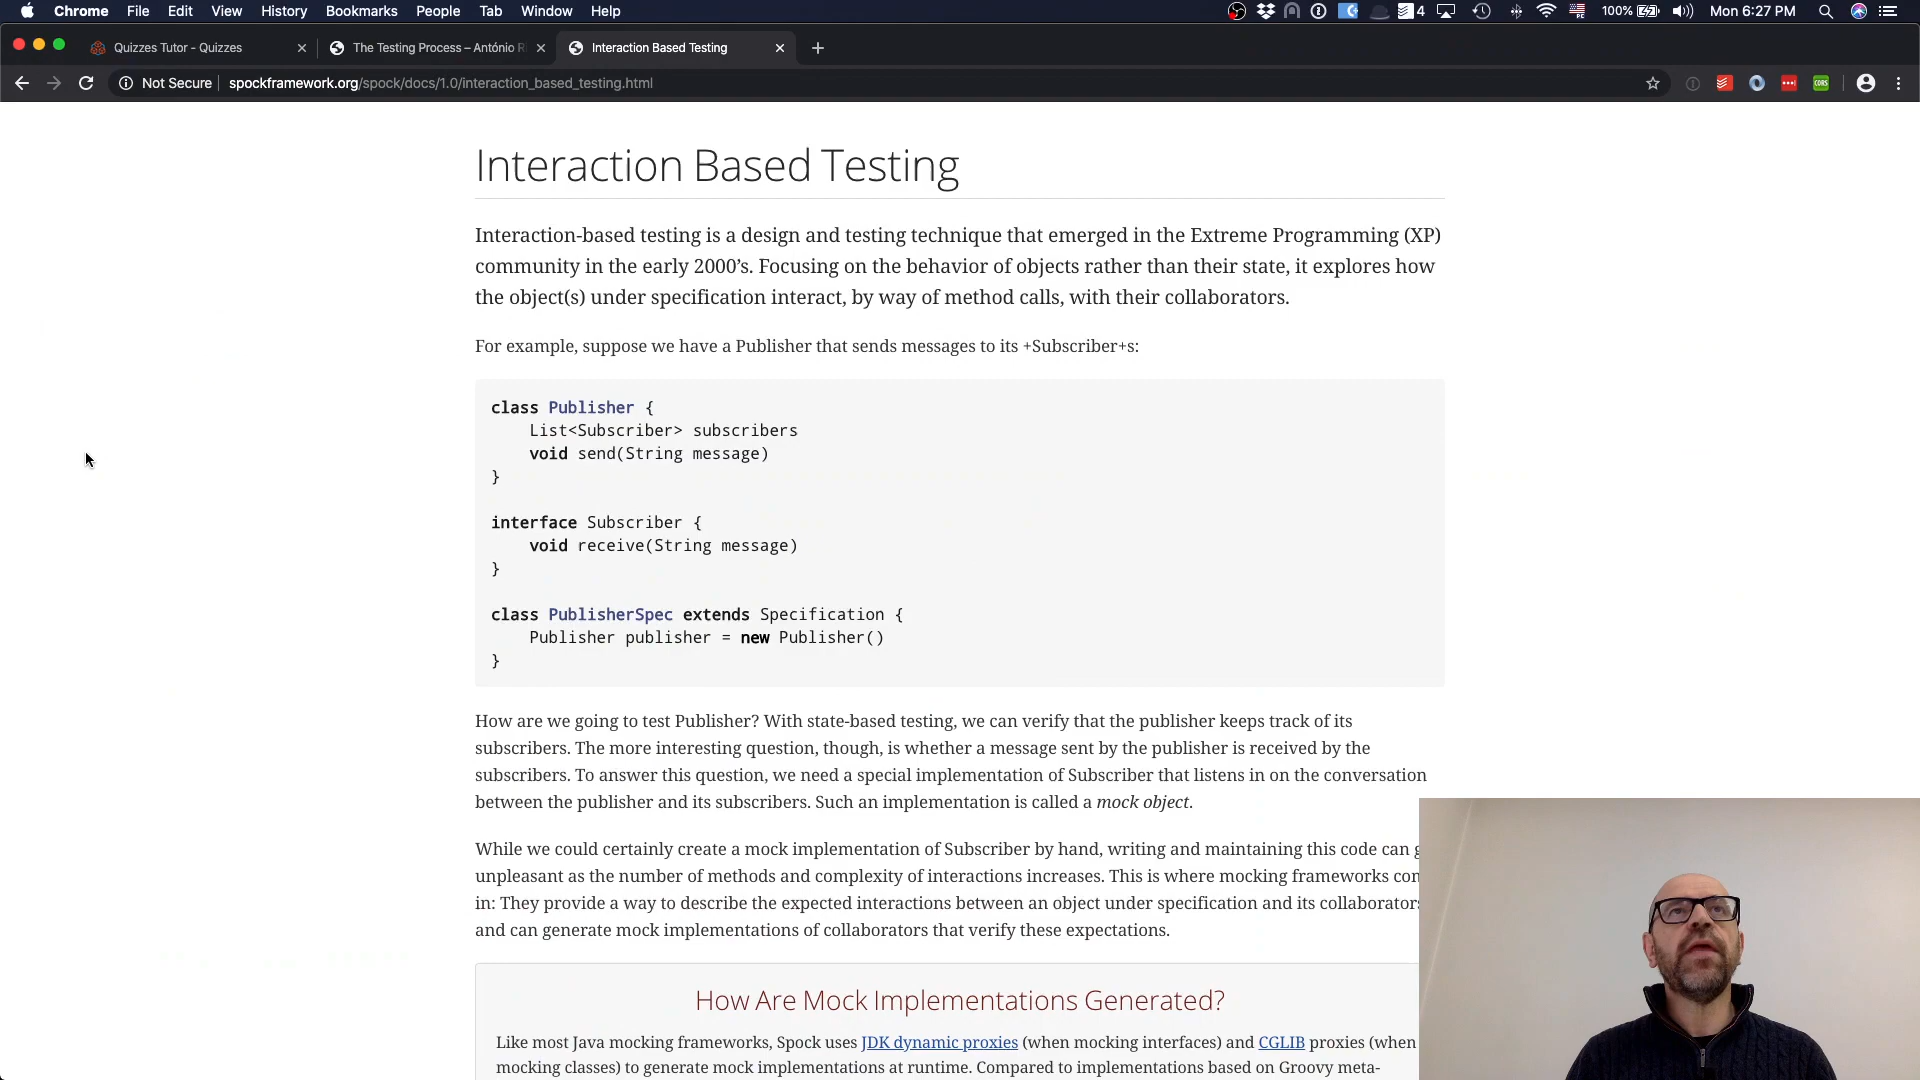 Chrome File Edit View History Bookmarks People Tab Window Help 4 100% Mon 6:27 PM
Quizzes Tutor - Quizzes The Testing Process – António Ri Interaction Based Testing
Not Secure spockframework.org/spock/docs/1.0/interaction_based_testing.html CORS
Interaction Based Testing
Interaction-based testing is a design and testing technique that emerged in the Extreme Programming (XP)
community in the early 2000’s. Focusing on the behavior of objects rather than their state, it explores how
the object(s) under specification interact, by way of method calls, with their collaborators.
For example, suppose we have a Publisher that sends messages to its +Subscriber+s:
class Publisher {
List<Subscriber> subscribers
void send(String message)
}
interface Subscriber {
void receive(String message)
}
class PublisherSpec extends Specification {
Publisher publisher = new Publisher()
}
How are we going to test Publisher? With state-based testing, we can verify that the publisher keeps track of its
subscribers. The more interesting question, though, is whether a message sent by the publisher is received by the
subscribers. To answer this question, we need a special implementation of Subscriber that listens in on the conversation
between the publisher and its subscribers. Such an implementation is called a mock object.
While we could certainly create a mock implementation of Subscriber by hand, writing and maintaining this code can
unpleasant as the number of methods and complexity of interactions increases. This is where mocking frameworks
in: They provide a way to describe the expected interactions between an object under specification and its collaborators
and can generate mock implementations of collaborators that verify these expectations.
How Are Mock Implementations Generated?
Like most Java mocking frameworks, Spock uses JDK dynamic proxies (when mocking interfaces) and CGLIB proxies (when
mocking classes) to generate mock implementations at runtime. Compared to implementations based on Groovy meta-